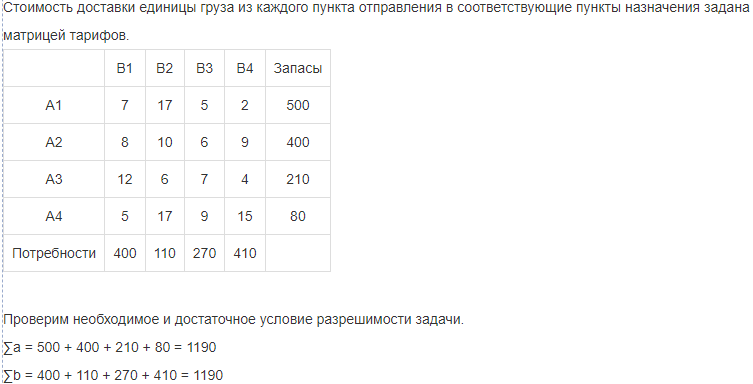 Стоимость доставки единицы груза из каждого пункта отправления в соответствующие пункты назначения задана
матрицей тарифов.
B1 B2 B3 B4 Запасы
A1 7 17 5 2 500
A2 8 10 6 9 400
A3 12 6 7 4 210
A4 5 17 9 15 80
Потребности 400 110 270 410
Проверим необходимое и достаточное условие разрешимости задачи.
∑a = 500 + 400 + 210 + 80 = 1190
∑b = 400 + 110 + 270 + 410 = 1190